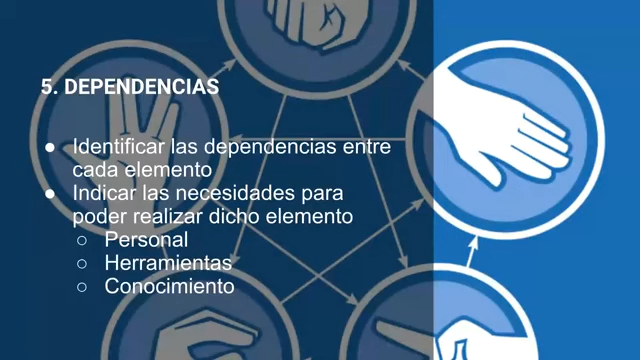 5. DEPENDENCIAS
● Identificar las dependencias entre
cada elemento
● Indicar las necesidades para
poder realizar dicho elemento
○ Personal
○ Herramientas
○ Conocimiento